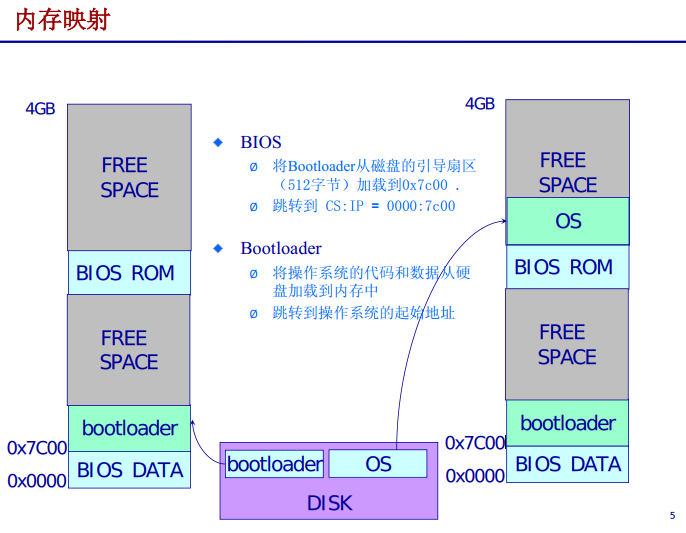 内存映射
4GB
FREE
SPACE
BIOS ROM
FREE
SPACE
bootloader
0x7C00
BIOS DATA
0x0000
BIOS
将Bootloader从磁盘的引导扇区
（512字节）加载到0x7c00 .
跳转到 CS:IP = 0000:7c00
Bootloader
将操作系统的代码和数据从硬
盘加载到内存中
跳转到操作系统的起始地址
bootloader
OS
DISK
4GB
FREE
SPACE
OS
BIOS ROM
FREE
SPACE
bootloader
0x7C00
BIOS DATA
0x0000
5